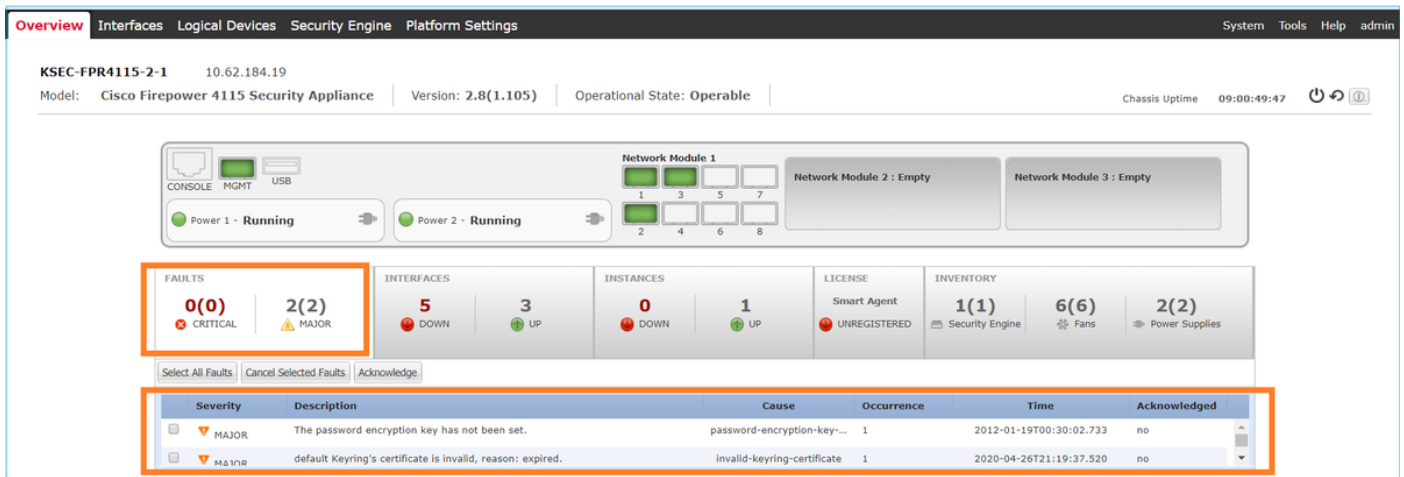 Overview Interfaces Logical Devices Security Engine Platform Settings System Tools Help admin
KSEC-FPR4115-2-1 10.62.184.19
Model: Cisco Firepower 4115 Security Appliance Version: 2.8(1.105) Operational State: Operable Chassis Uptime 09:00:49:47
CONSOLE MGMT USB
Power 1 - Running Power 2 - Running
Network Module 1
1 3 5 7
2 4 6 8
Network Module 2 : Empty Network Module 3 : Empty
FAULTS INTERFACES INSTANCES LICENSE INVENTORY
0(0) 2(2) 5 3 0 1 Smart Agent 1(1) 6(6) 2(2)
CRITICAL MAJOR DOWN UP DOWN UP UNREGISTERED Security Engine Fans Power Supplies
Select All Faults Cancel Selected Faults Acknowledge
Severity Description Cause Occurrence Time Acknowledged
MAJOR The password encryption key has not been set. password-encryption-key-... 1 2012-01-19T00:30:02.733 no
MAJOR default Keyring's certificate is invalid, reason: expired. invalid-keyring-certificate 1 2020-04-26T21:19:37.520 no